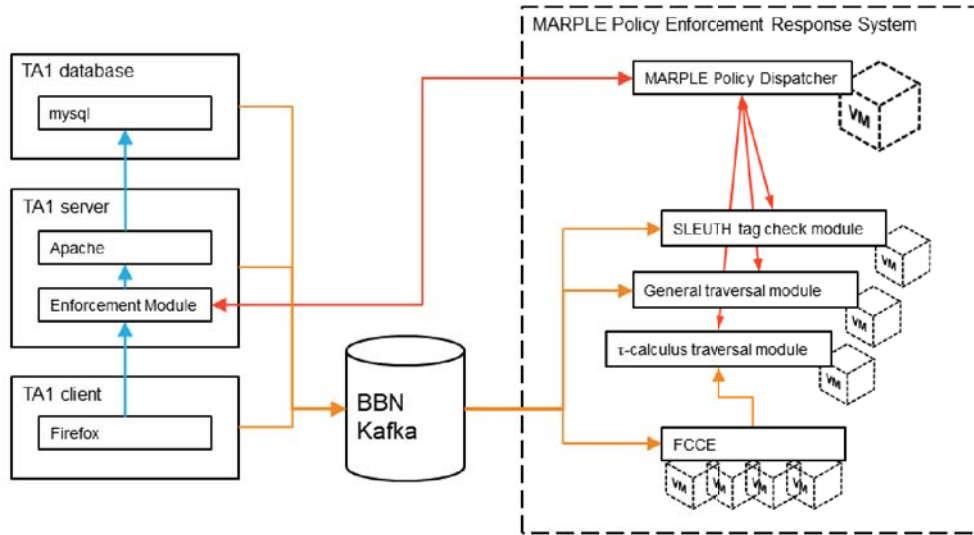 MARPLE Policy Enforcement Response System
TA1 database
mysql
MARPLE Policy Dispatcher
VM
TA1 server
Apache
SLEUTH tag check module
VM
Enforcement Module
General traversal module
VM
τ-calculus traversal module
VM
TA1 client
Firefox
BBN
Kafka
FCCE
VM
VM
VM
VM